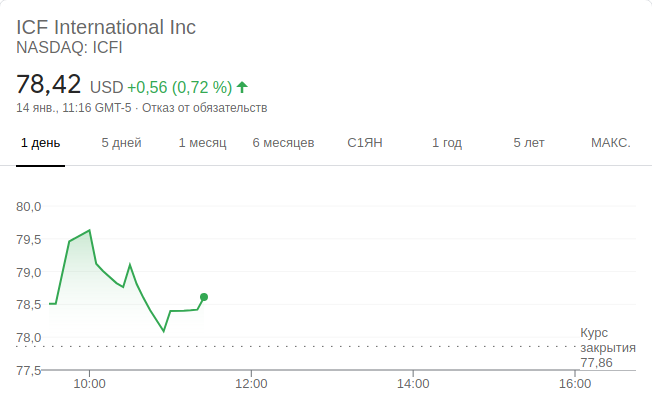 ICF International Inc
NASDAQ: ICFI
78,42 USD +0,56 (0,72 %)
14 янв., 11:16 GMT-5 · Отказ от обязательств
1 день 5 дней 1 месяц 6 месяцев С1ЯН 1 год 5 лет МАКС.
80,0
79,5
79,0
78,5
78,0
77,5
Курс
закрытия
77,86
10:00 12:00 14:00 16:00